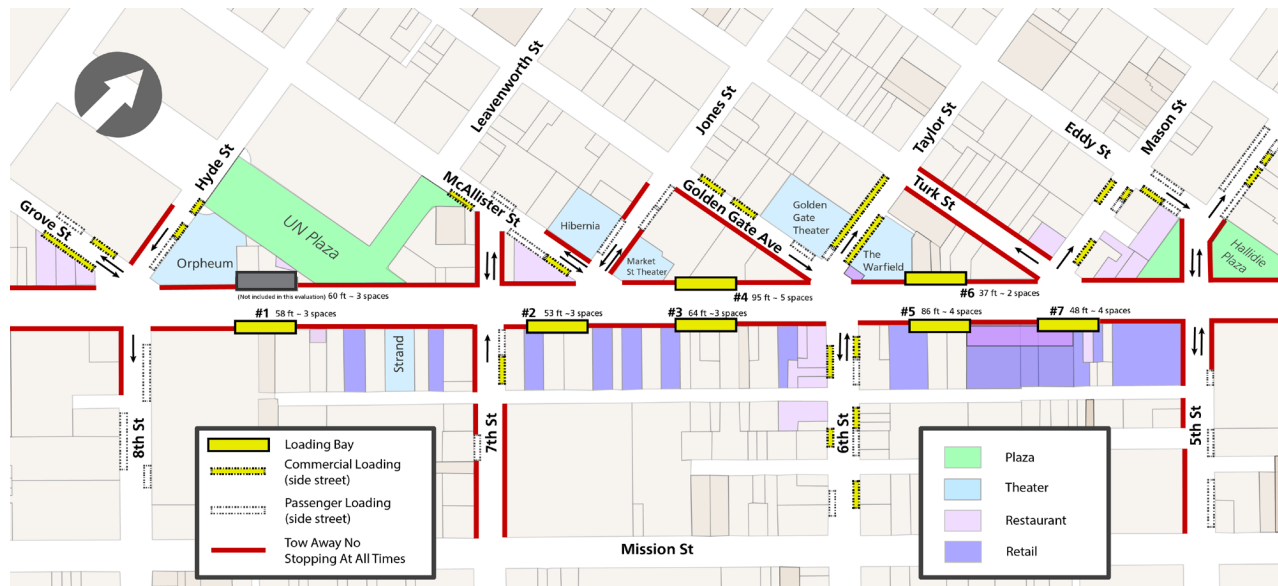 Leavenworth St
Jones St
Taylor St
Eddy St
Mason St
Hyde St
McAllister St
Grove St
UN Plaza
Hibernia
Golden Gate Ave
Golden
Gate
Theater
Turk St
Hallidie
Plaza
Orpheum
Market
St Theater
The
Warfield
(Not included in this evaluation) 60 ft ~ 3 spaces
#4 95 ft ~ 5 spaces
#6 37 ft ~ 2 spaces
#1 58 ft ~ 3 spaces
#2 53 ft ~3 spaces
#3 64 ft ~3 spaces
#5 86 ft ~ 4 spaces
#7 48 ft ~ 4 spaces
Strand
8th St
7th St
6th St
5th St
Loading Bay
Commercial Loading
(side street)
Passenger Loading
(side street)
Tow Away No
Stopping At All Times
Mission St
Plaza
Theater
Restaurant
Retail